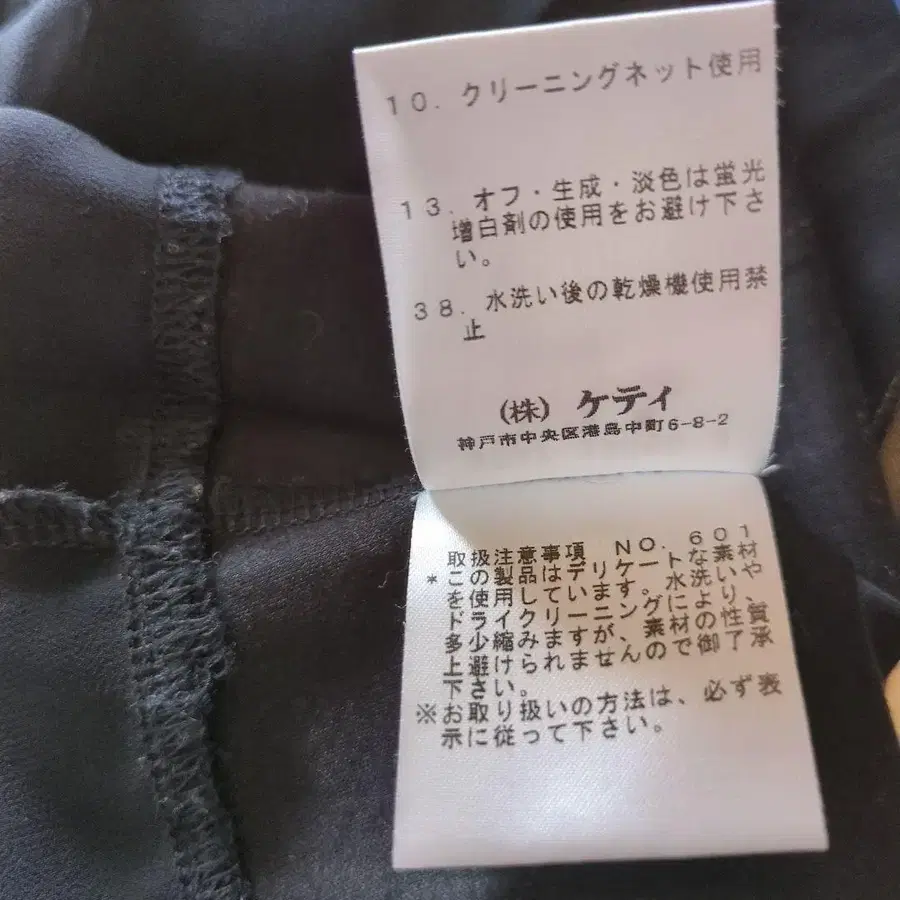 10. クリーニングネット使用
13. オフ・生成・淡色は蛍光
増白剤の使用をお避け下さ
い。
38. 水洗い後の乾燥機使用禁
止
(株) ケティ
神戸市中央区港島中町6-8-2
取扱注意事項 NO. 601
*この製品はデリケートな素材
を使用しています。水洗いや
ドライクリーニングにより、
多少縮みますが、素材の性質
上避けられませんので御了承
下さい。
※お取り扱いの方法は、必ず表
示に従って下さい。